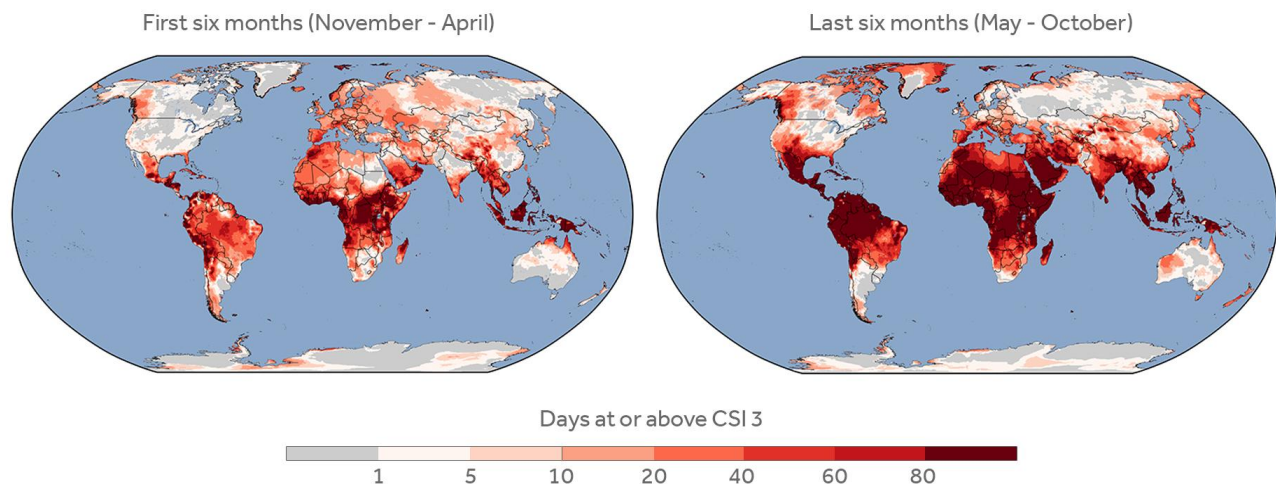 First six months (November - April)
Last six months (May - October)
Days at or above CSI 3
1 5 10 20 40 60 80